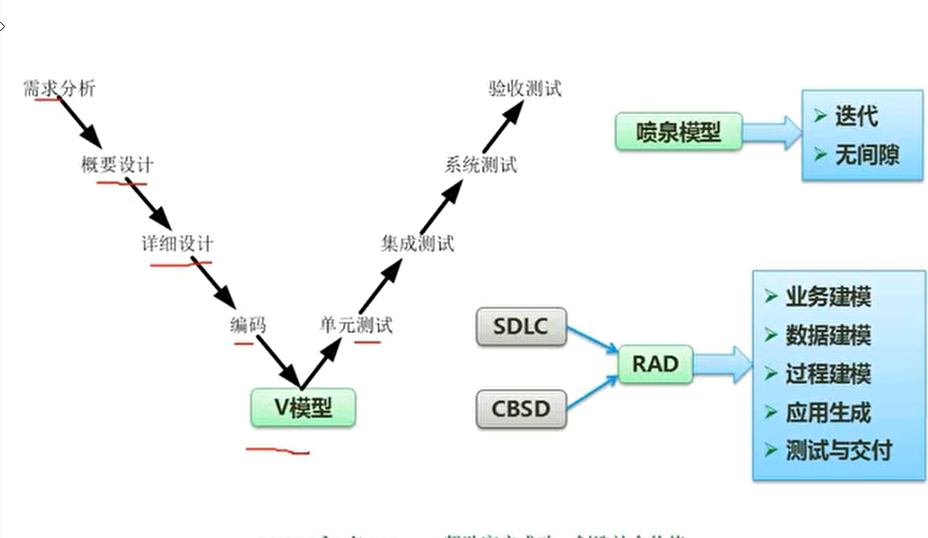 需求分析
概要设计
详细设计
编码
V模型
单元测试
集成测试
系统测试
验收测试
喷泉模型
迭代
无间隙
SDLC
CBSD
RAD
业务建模
数据建模
过程建模
应用生成
测试与交付